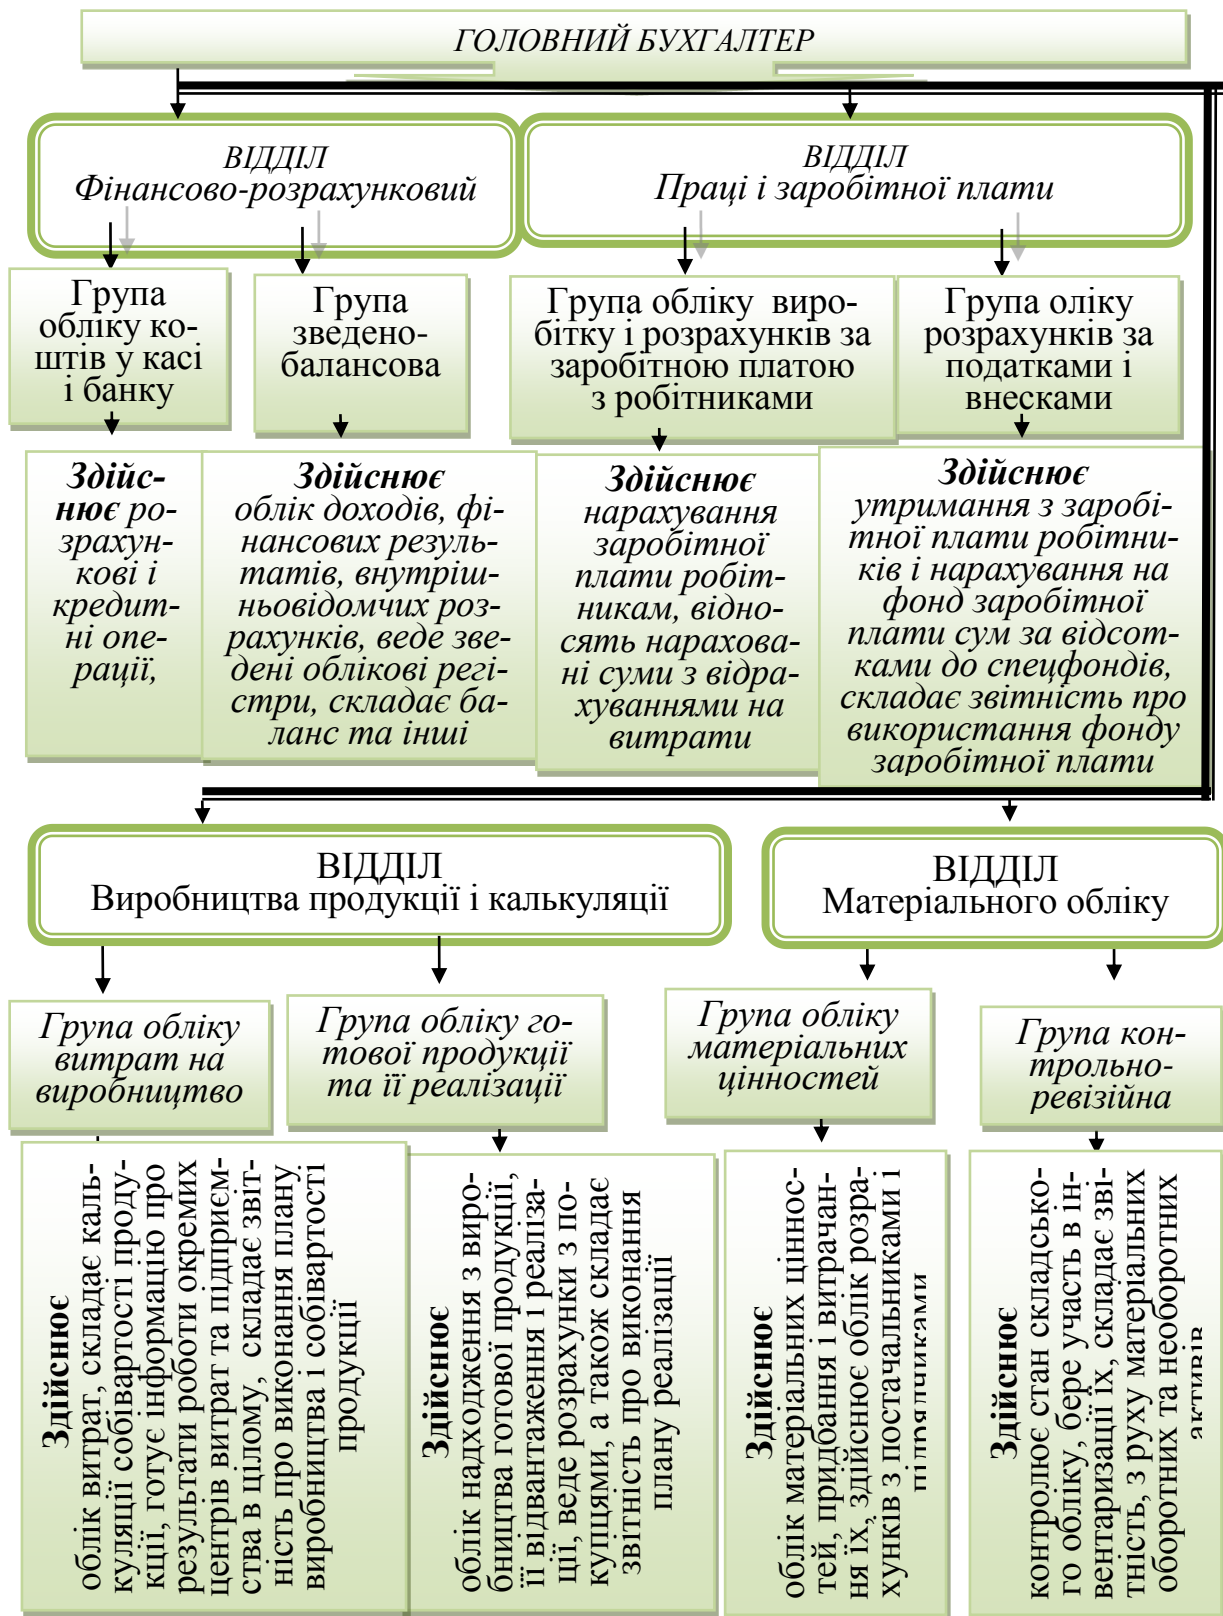 ГОЛОВНИЙ БУХГАЛТЕР
ВІДДІЛ
Фінансово-розрахунковий
ВІДДІЛ
Праці і заробітної плати
Група
обліку ко-
штів у касі
і банку
Група
зведено-
балансова
Група обліку виро-
бітку і розрахунків за
заробітною платою
з робітниками
Група оліку
розрахунків за
податками і
внесками
Здійс-
нює ро-
зрахун-
кові і
кредит-
ні опе-
рації,
Здійснює
облік доходів, фі-
нансових резуль-
татів, внутріш-
ньовідомчих роз-
рахунків, веде зве-
дені облікові регі-
стри, складає ба-
ланс та інші
Здійснює
нарахування
заробітної
плати робіт-
никам, відно-
сять нарахова-
ні суми з відра-
хуваннями на
витрати
Здійснює
утримання з заробі-
тної плати робітни-
ків і нарахування на
фонд заробітної
плати сум за відсот-
ками до спецфондів,
складає звітність про
використання фонду
заробітної плати
ВІДДІЛ
Виробництва продукції і калькуляції
ВІДДІЛ
Матеріального обліку
Група обліку
витрат на
виробництво
Група обліку го-
тової продукції
та її реалізації
Група обліку
матеріальних
цінностей
Група кон-
трольно-
ревізійна
Здійснює
облік витрат, складає каль-
куляції собівартості проду-
кції, готує інформацію про
результати роботи окремих
центрів витрат та підприєм-
ства в цілому, складає звіт-
ність про виконання плану
виробництва і собівартості
продукції
Здійснює
облік надходження з виро-
бництва готової продукції,
її відвантаження і реаліза-
ції, веде розрахунки з по-
купцями, а також складає
звітність про виконання
плану реалізації
Здійснює
облік матеріальних ціннос-
тей, придбання і витрачан-
ня їх, здійснює облік розра-
хунків з постачальниками і
підрядчиками
Здійснює
контролює стан складсько-
го обліку, бере участь в ін-
вентаризації їх, складає зві-
тність, з руху матеріальних
оборотних та необоротних
активів